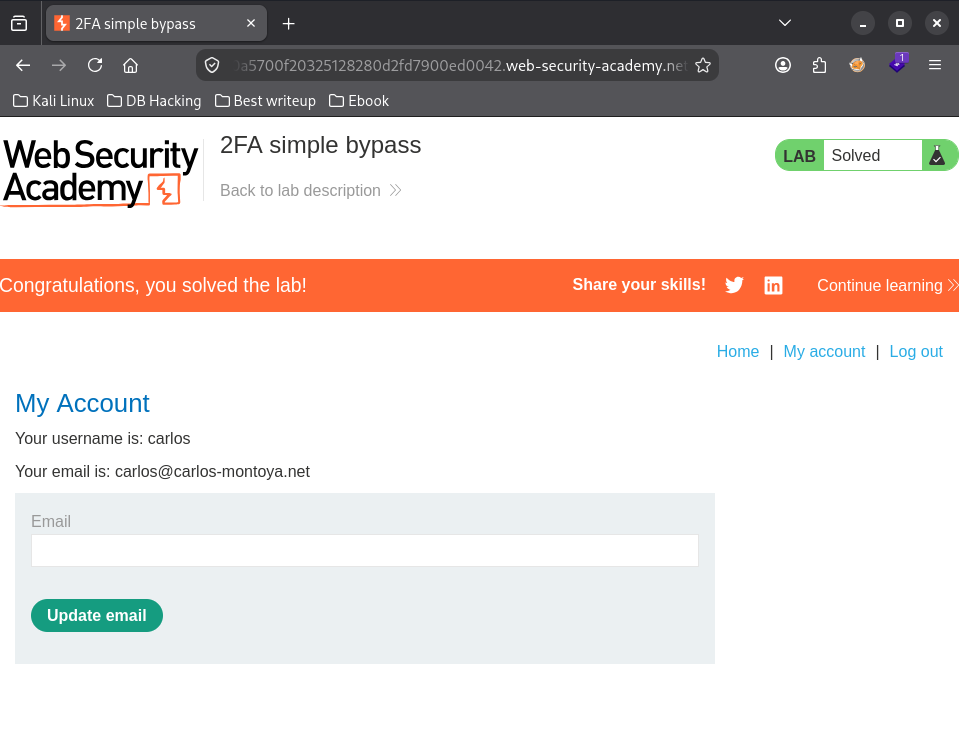 2FA simple bypass
a5700f20325128280d2fd7900ed0042.web-security-academy.net
1
Kali Linux DB Hacking Best writeup Ebook
WebSecurity Academy
2FA simple bypass
Back to lab description
LAB Solved
Congratulations, you solved the lab!
Share your skills!
Continue learning
Home | My account | Log out
My Account
Your username is: carlos
Your email is: carlos@carlos-montoya.net
Email
Update email